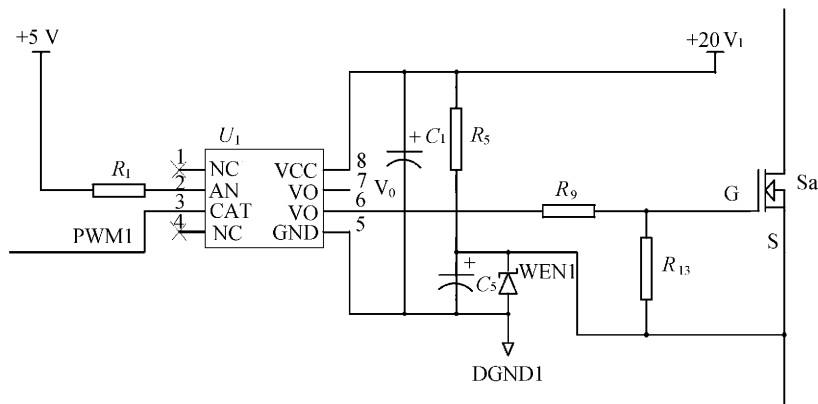 +5 V
+20 V₁
U₁
C₁
R₅
1
NC
VCC
8
R₁
2
AN
VO
7
V₀
3
CAT
VO
6
4
NC
GND
5
PWM1
R₉
G
Sa
S
R₁₃
C₅
WEN1
DGND1
+
+